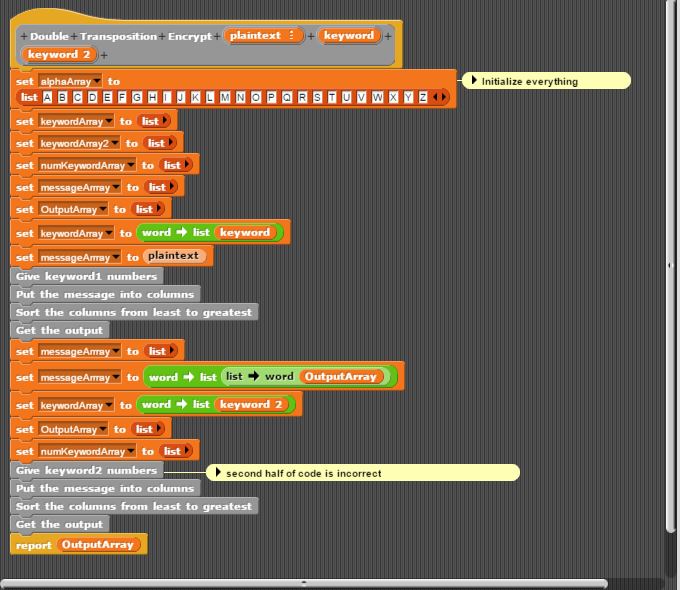 + Double + Transposition + Encrypt + plaintext ⋮ + keyword +
keyword 2 +
set alphaArray to
list A B C D E F G H I J K L M N O P Q R S T U V W X Y Z
Initialize everything
set keywordArray to list
set keywordArray2 to list
set numKeywordArray to list
set messageArray to list
set OutputArray to list
set keywordArray to word → list keyword
set messageArray to plaintext
Give keyword1 numbers
Put the message into columns
Sort the columns from least to greatest
Get the output
set messageArray to list
set messageArray to word → list list → word OutputArray
set keywordArray to word → list keyword 2
set OutputArray to list
set numKeywordArray to list
Give keyword2 numbers
second half of code is incorrect
Put the message into columns
Sort the columns from least to greatest
Get the output
report OutputArray